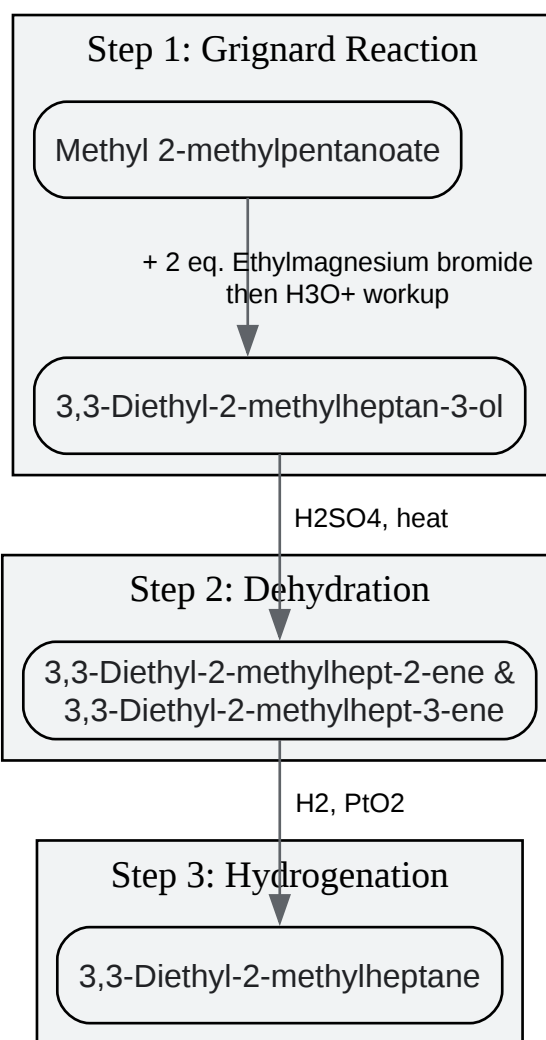 Step 1: Grignard Reaction
Methyl 2-methylpentanoate
+ 2 eq. Ethylmagnesium bromide
then H3O+ workup
3,3-Diethyl-2-methylheptan-3-ol
H2SO4, heat
Step 2: Dehydration
3,3-Diethyl-2-methylhept-2-ene &
3,3-Diethyl-2-methylhept-3-ene
H2, PtO2
Step 3: Hydrogenation
3,3-Diethyl-2-methylheptane